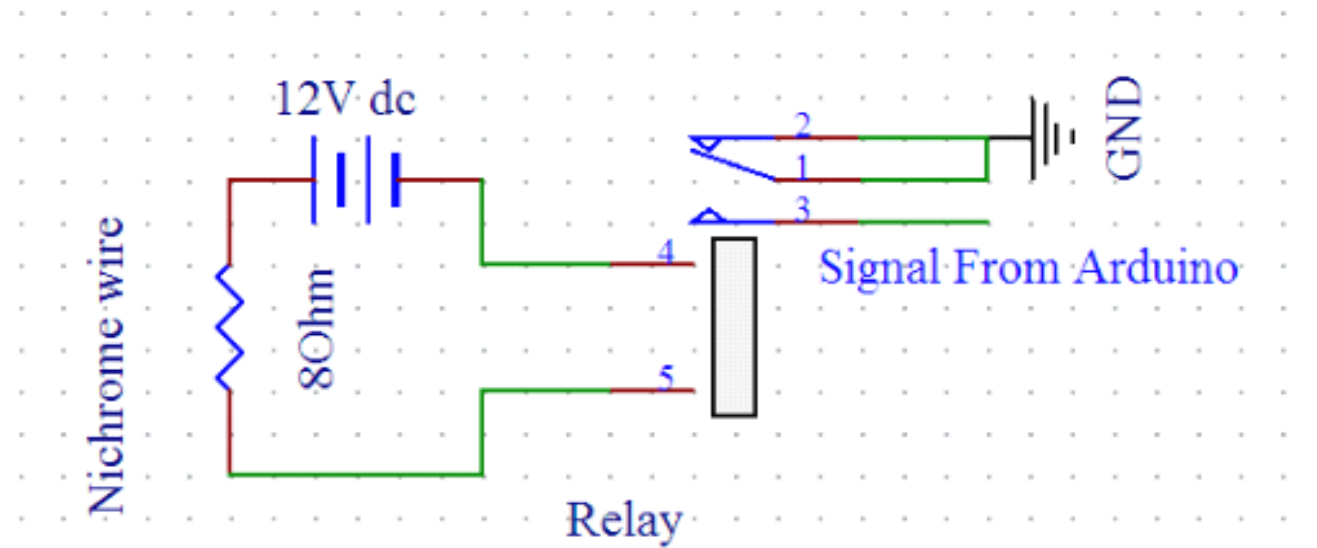 12V dc
Nichrome wire
8Ohm
2
1
3
4
5
GND
Signal From Arduino
Relay